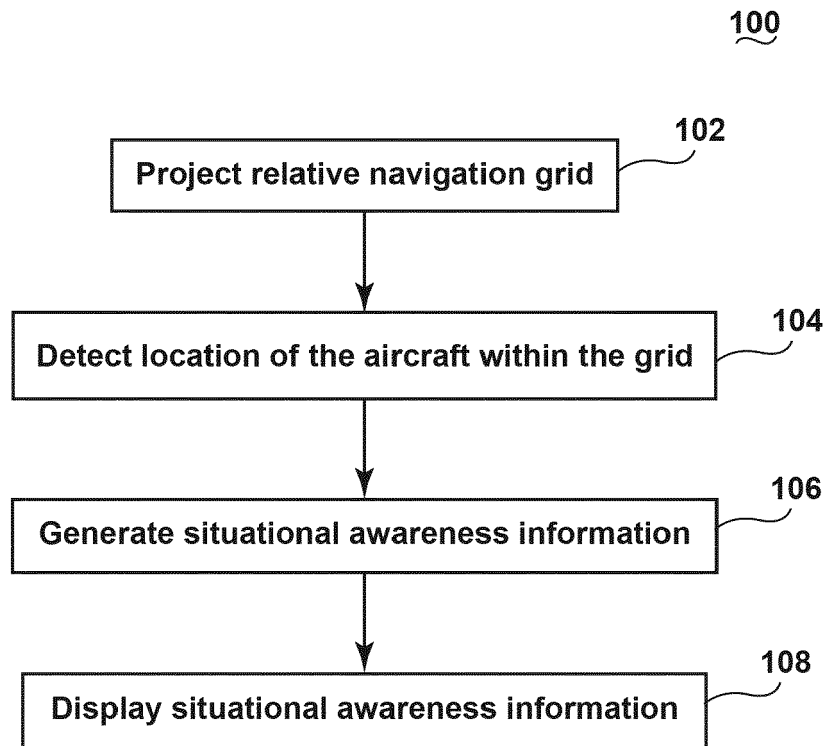 100
102
Project relative navigation grid
104
Detect location of the aircraft within the grid
106
Generate situational awareness information
108
Display situational awareness information